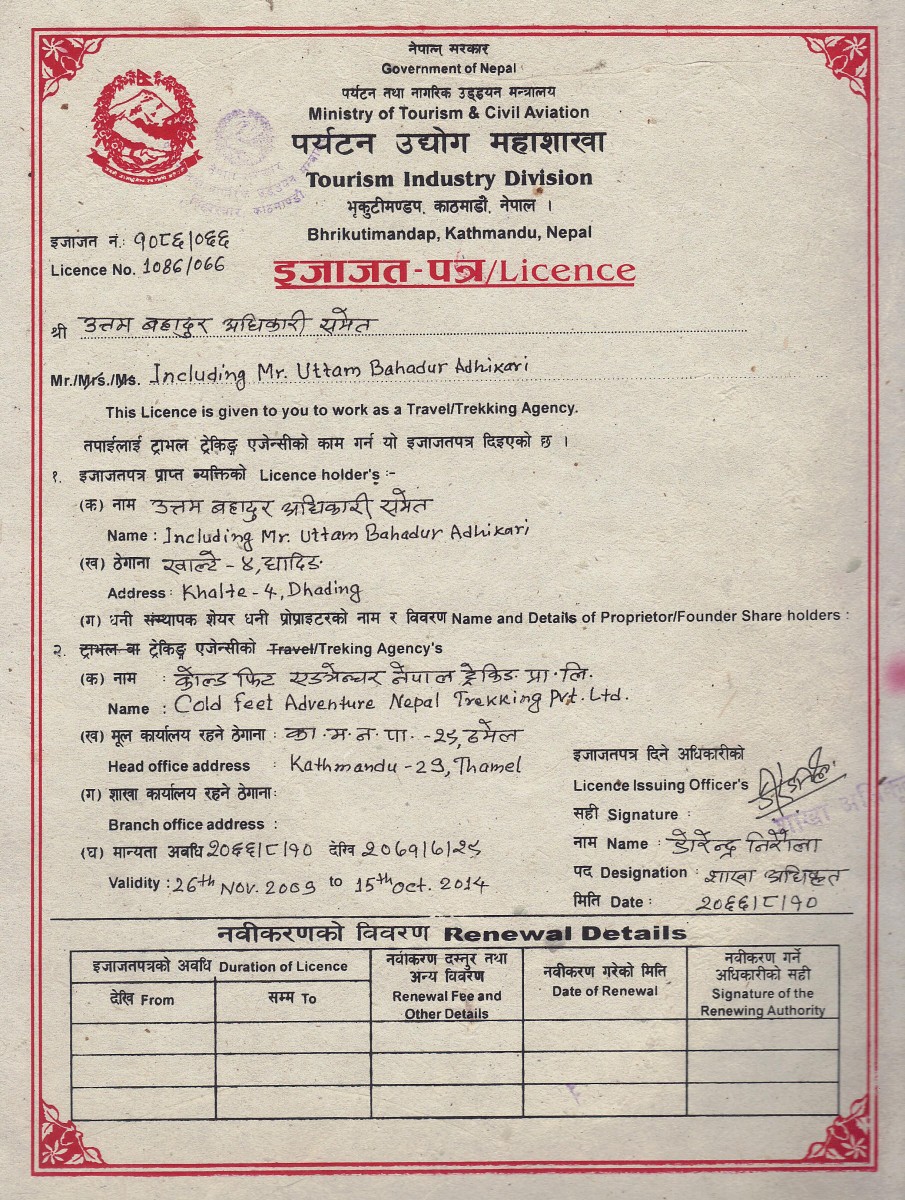 नेपाल सरकार
Government of Nepal
पर्यटन तथा नागरिक उड्डयन मन्त्रालय
Ministry of Tourism & Civil Aviation
पर्यटन उद्योग महाशाखा
Tourism Industry Division
भृकुटीमण्डप, काठमाडौं, नेपाल ।
Bhrikutimandap, Kathmandu, Nepal
इजाजत नं.: १०८६/०६६
Licence No. 1086/066
इजाजत-पत्र/Licence
श्री उत्तम बहादुर अधिकारी समेत
Mr./Mrs./Ms. Including Mr. Uttam Bahadur Adhikari
This Licence is given to you to work as a Travel/Trekking Agency.
तपाईलाई ट्राभल ट्रेकिङ्ग एजेन्सीको काम गर्न यो इजाजतपत्र दिइएको छ ।
१. इजाजतपत्र प्राप्त ब्यक्तिको Licence holder's :-
(क) नाम उत्तम बहादुर अधिकारी समेत
Name : Including Mr. Uttam Bahadur Adhikari
(ख) ठेगाना खाल्टे - ४, धादिङ
Address : Khalte - 4, Dhading
(ग) धनी संस्थापक शेयर धनी प्रोप्राइटरको नाम र विवरण Name and Details of Proprietor/Founder Share holders :
२. ट्राभल बा ट्रेकिङ्ग एजेन्सीको Travel/Treking Agency's
(क) नाम : कोल्ड फिट एडभेन्चर नेपाल ट्रेकिङ प्रा.लि.
Name : Cold feet Adventure Nepal Trekking Pvt. Ltd.
(ख) मूल कार्यालय रहने ठेगाना : का.म.न.पा. -२९, ठमेल
Head office address : Kathmandu - 29, Thamel
(ग) शाखा कार्यालय रहने ठेगाना:
Branch office address :
(घ) मान्यता अबधि २०६६/८/१० देखि २०७१/६/२९
Validity : 26th Nov. 2009 to 15th Oct. 2014
इजाजतपत्र दिने अधिकारीको
Licence Issuing Officer's
सही Signature :
शाखा
नाम Name : डोरेन्द्र निरौला
पद Designation : शाखा अधिकृत
मिति Date : २०६६/८/१०
नवीकरणको विवरण Renewal Details
इजाजतपत्रको अवधि Duration of Licence
देखि From
सम्म To
नवीकरण दस्तुर तथा
अन्य विवरण
Renewal Fee and
Other Details
नवीकरण गरेको मिति
Date of Renewal
नवीकरण गर्ने
अधिकारीको सही
Signature of the
Renewing Authority